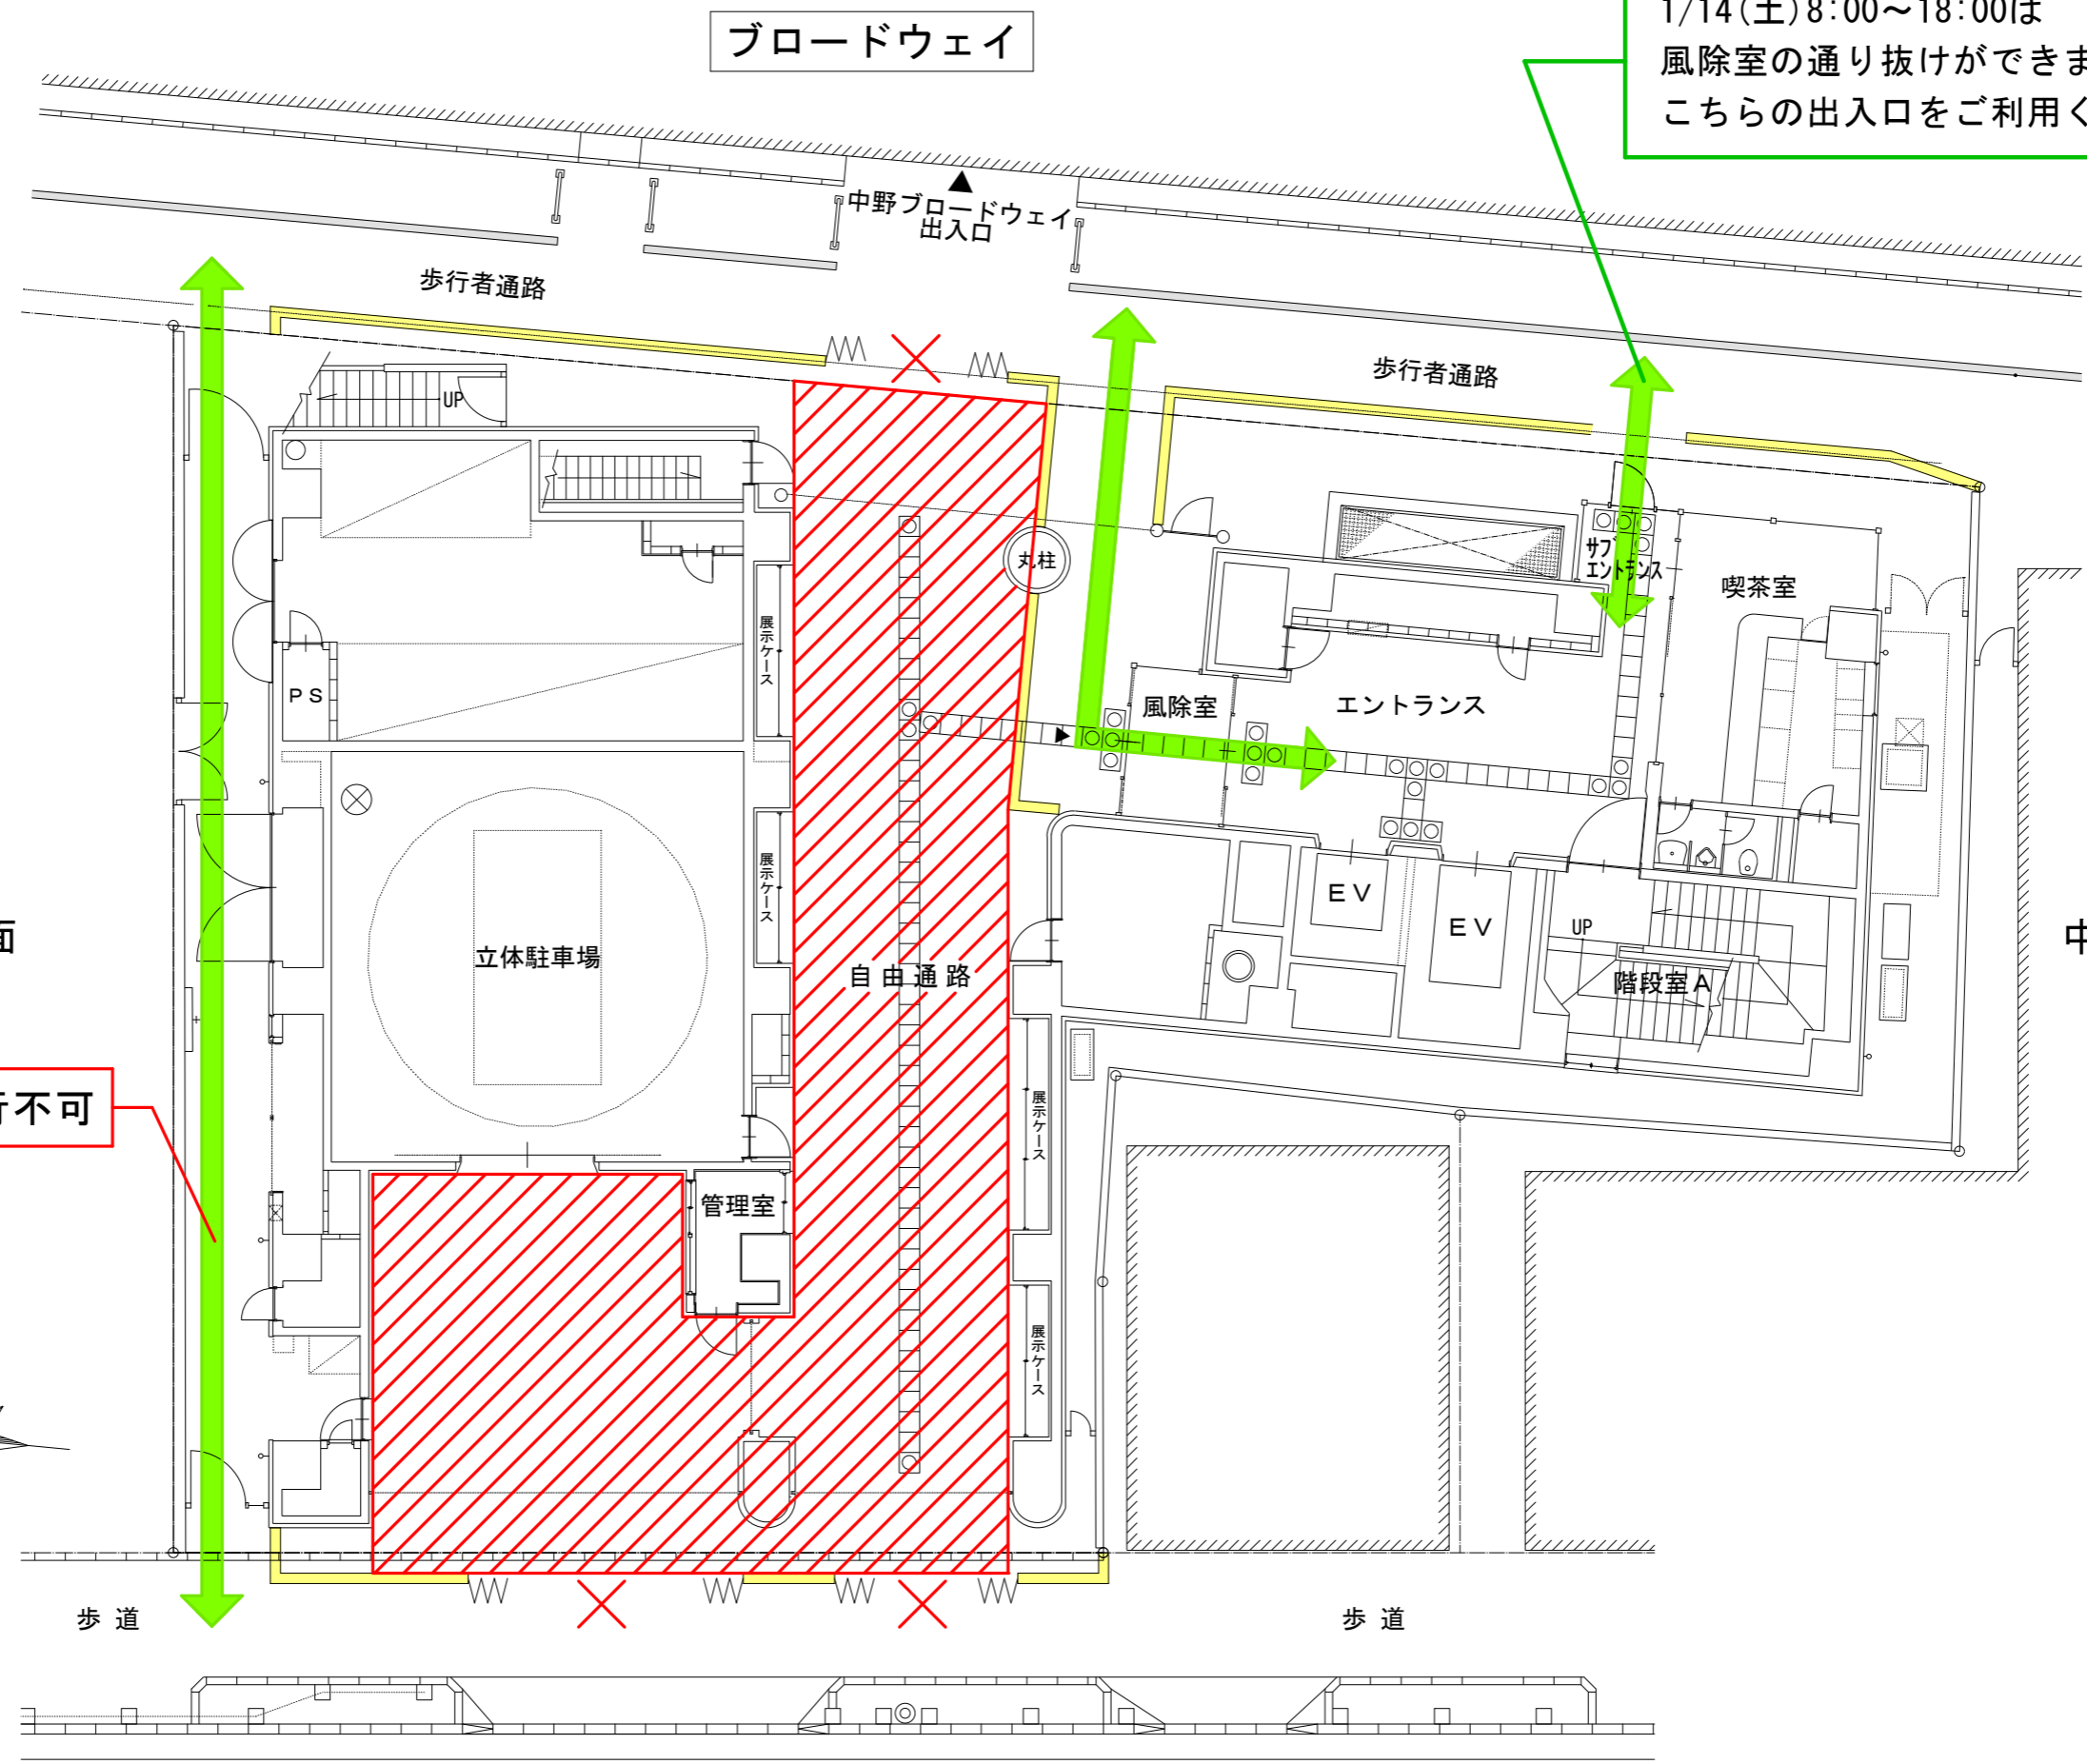 ブロードウェイ
1/14(土)8:00～18:00は
風除室の通り抜けができま
こちらの出入口をご利用く
中野ブロードウェイ
出入口
歩行者通路
歩行者通路
UP
丸柱
サブ
エントランス
喫茶室
展示ケース
PS
風除室
エントランス
展示ケース
EV
EV
UP
面
中
立体駐車場
自由通路
階段室A
行不可
展示ケース
管理室
展示ケース
歩道
歩道